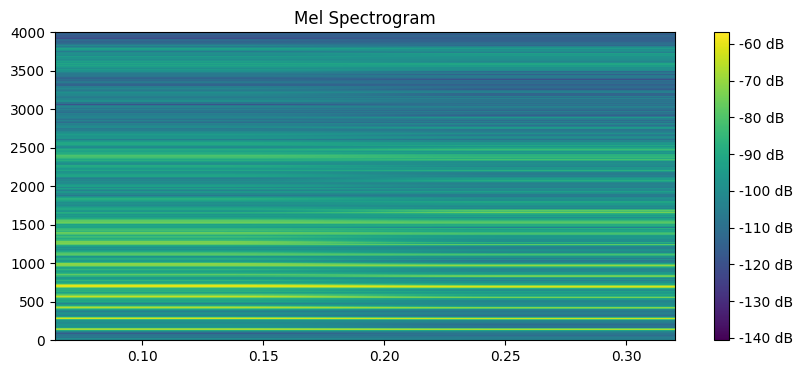 Mel Spectrogram
4000
3500
3000
2500
2000
1500
1000
500
0
0.10 0.15 0.20 0.25 0.30
-60 dB
-70 dB
-80 dB
-90 dB
-100 dB
-110 dB
-120 dB
-130 dB
-140 dB